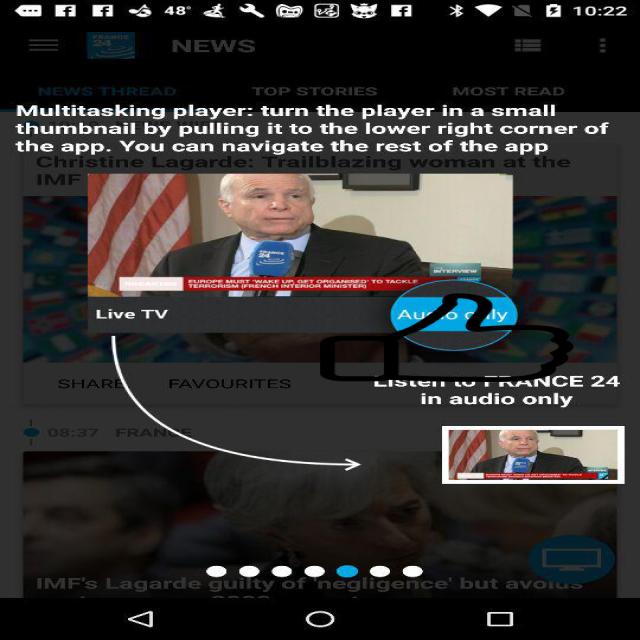 48°
10:22
FRANCE
24
NEWS
NEWS THREAD TOP STORIES MOST READ
Multitasking player: turn the player in a small
thumbnail by pulling it to the lower right corner of
the app. You can navigate the rest of the app
Christine Lagarde: Trailblazing woman at the
IMF
INTERVIEW
EUROPE MUST 'WAKE UP, GET ORGANISED' TO TACKLE
TERRORISM (FRENCH INTERIOR MINISTER)
Live TV
Audio only
SHARE FAVOURITES
Listen to FRANCE 24
in audio only
08:37 FRANCE
IMF's Lagarde guilty of 'negligence' but avoids